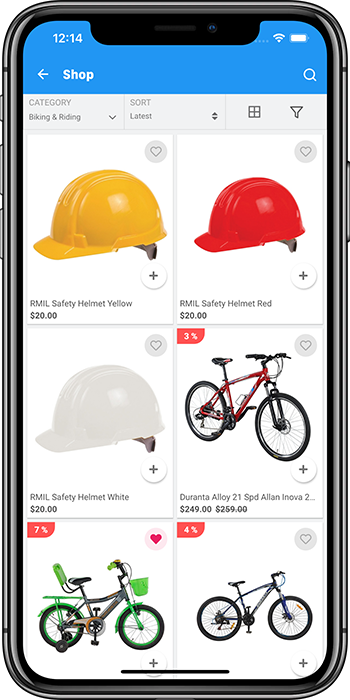 12:14
Shop
CATEGORY
Biking & Riding
SORT
Latest
RMIL Safety Helmet Yellow
$20.00
RMIL Safety Helmet Red
$20.00
RMIL Safety Helmet White
$20.00
3 %
Duranta Alloy 21 Spd Allan Inova 2...
$249.00 $259.00
7 %
4 %